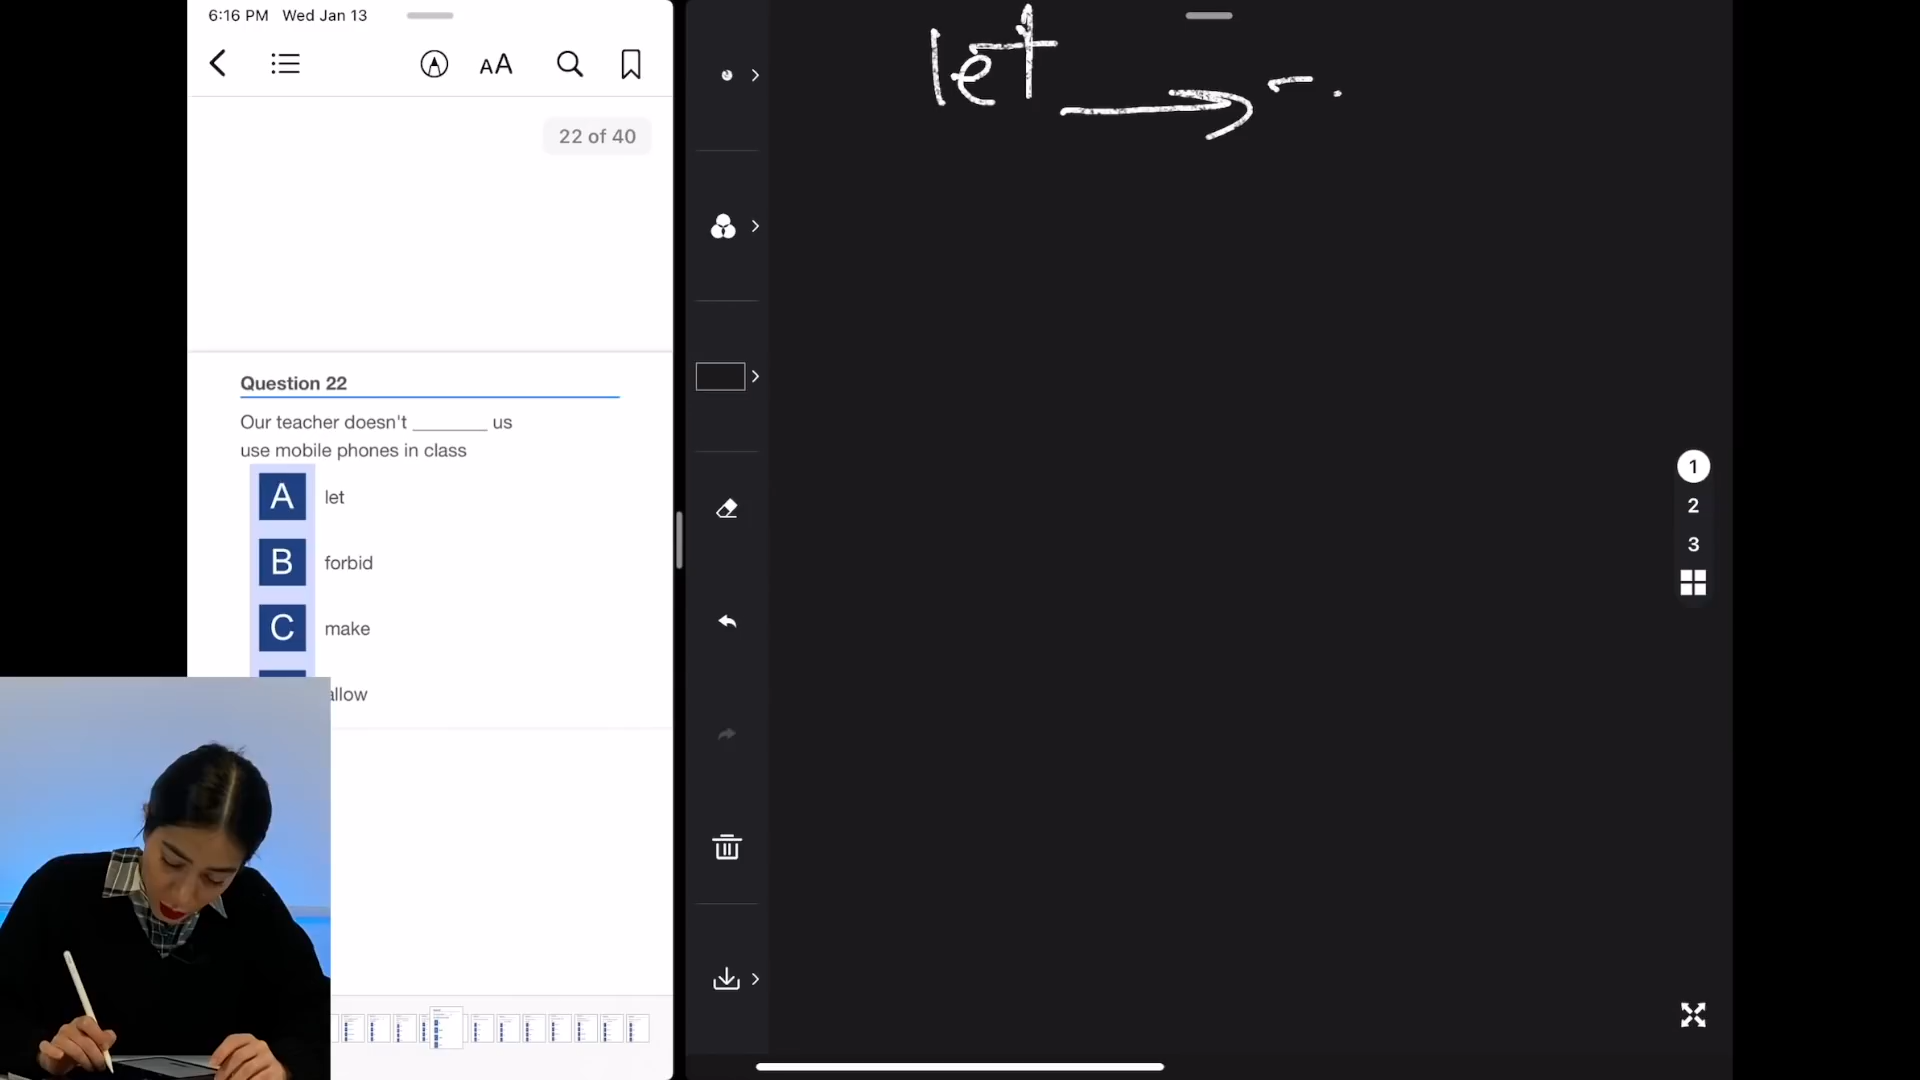 6:16 PM Wed Jan 13
let
AA
22 of 40
Question 22
Our teacher doesn't ________ us
use mobile phones in class
A let
B forbid
C make
allow
1
2
3